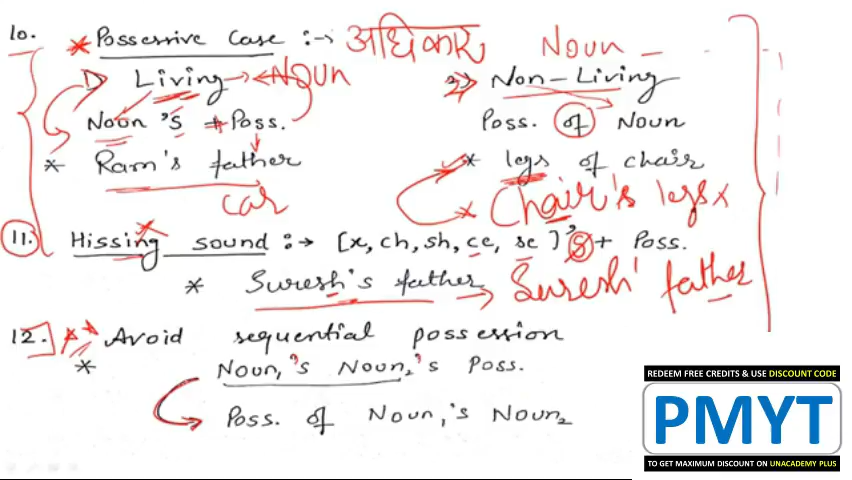 10. * Possessive Case :→ अधिकार Noun
1) Living → Noun
Noun 's + Poss.
* Ram's father
car
2) Non-Living
Poss. of Noun
* legs of chair
* Chair's legs x
11. Hissing sound :→ [x, ch, sh, ce, se]'s + Poss.
* Suresh's father → Suresh' father
12. ** Avoid sequential possession
* Noun₁'s Noun₂'s Poss.
Poss. of Noun₁'s Noun₂
REDEEM FREE CREDITS & USE DISCOUNT CODE
PMYT
TO GET MAXIMUM DISCOUNT ON UNACADEMY PLUS